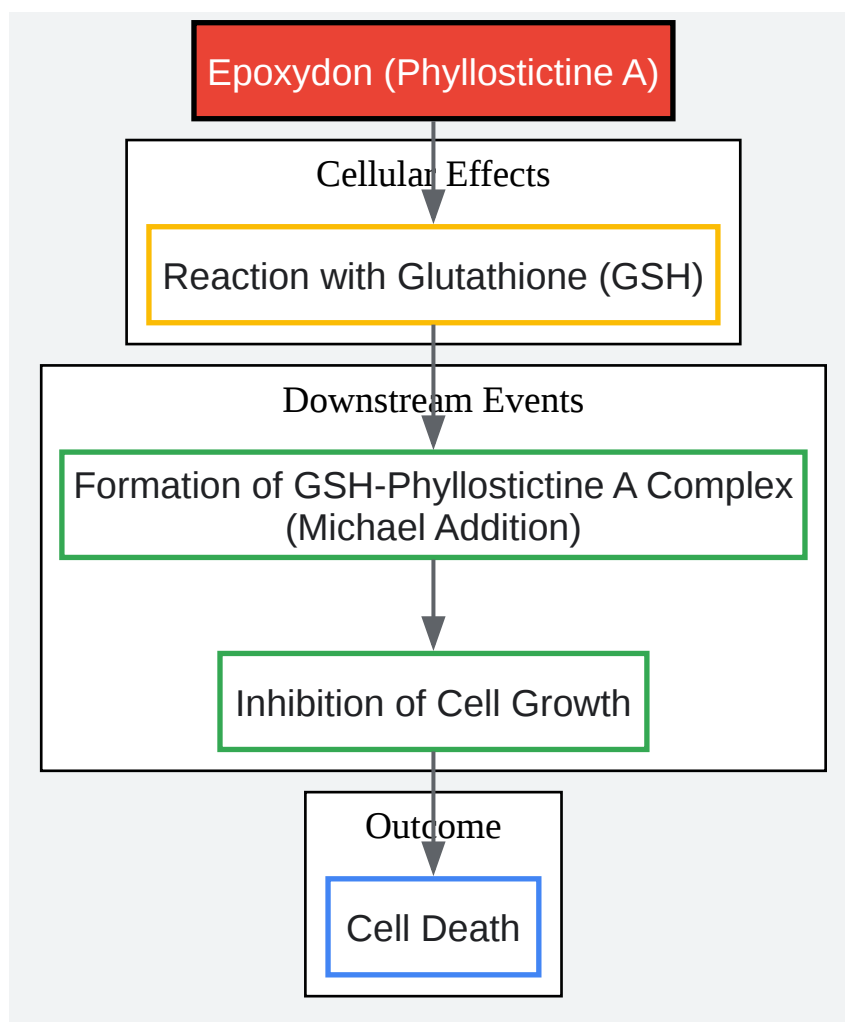 Epoxydon (Phyllostictine A)
Cellular Effects
Reaction with Glutathione (GSH)
Downstream Events
Formation of GSH-Phyllostictine A Complex
(Michael Addition)
Inhibition of Cell Growth
Outcome
Cell Death